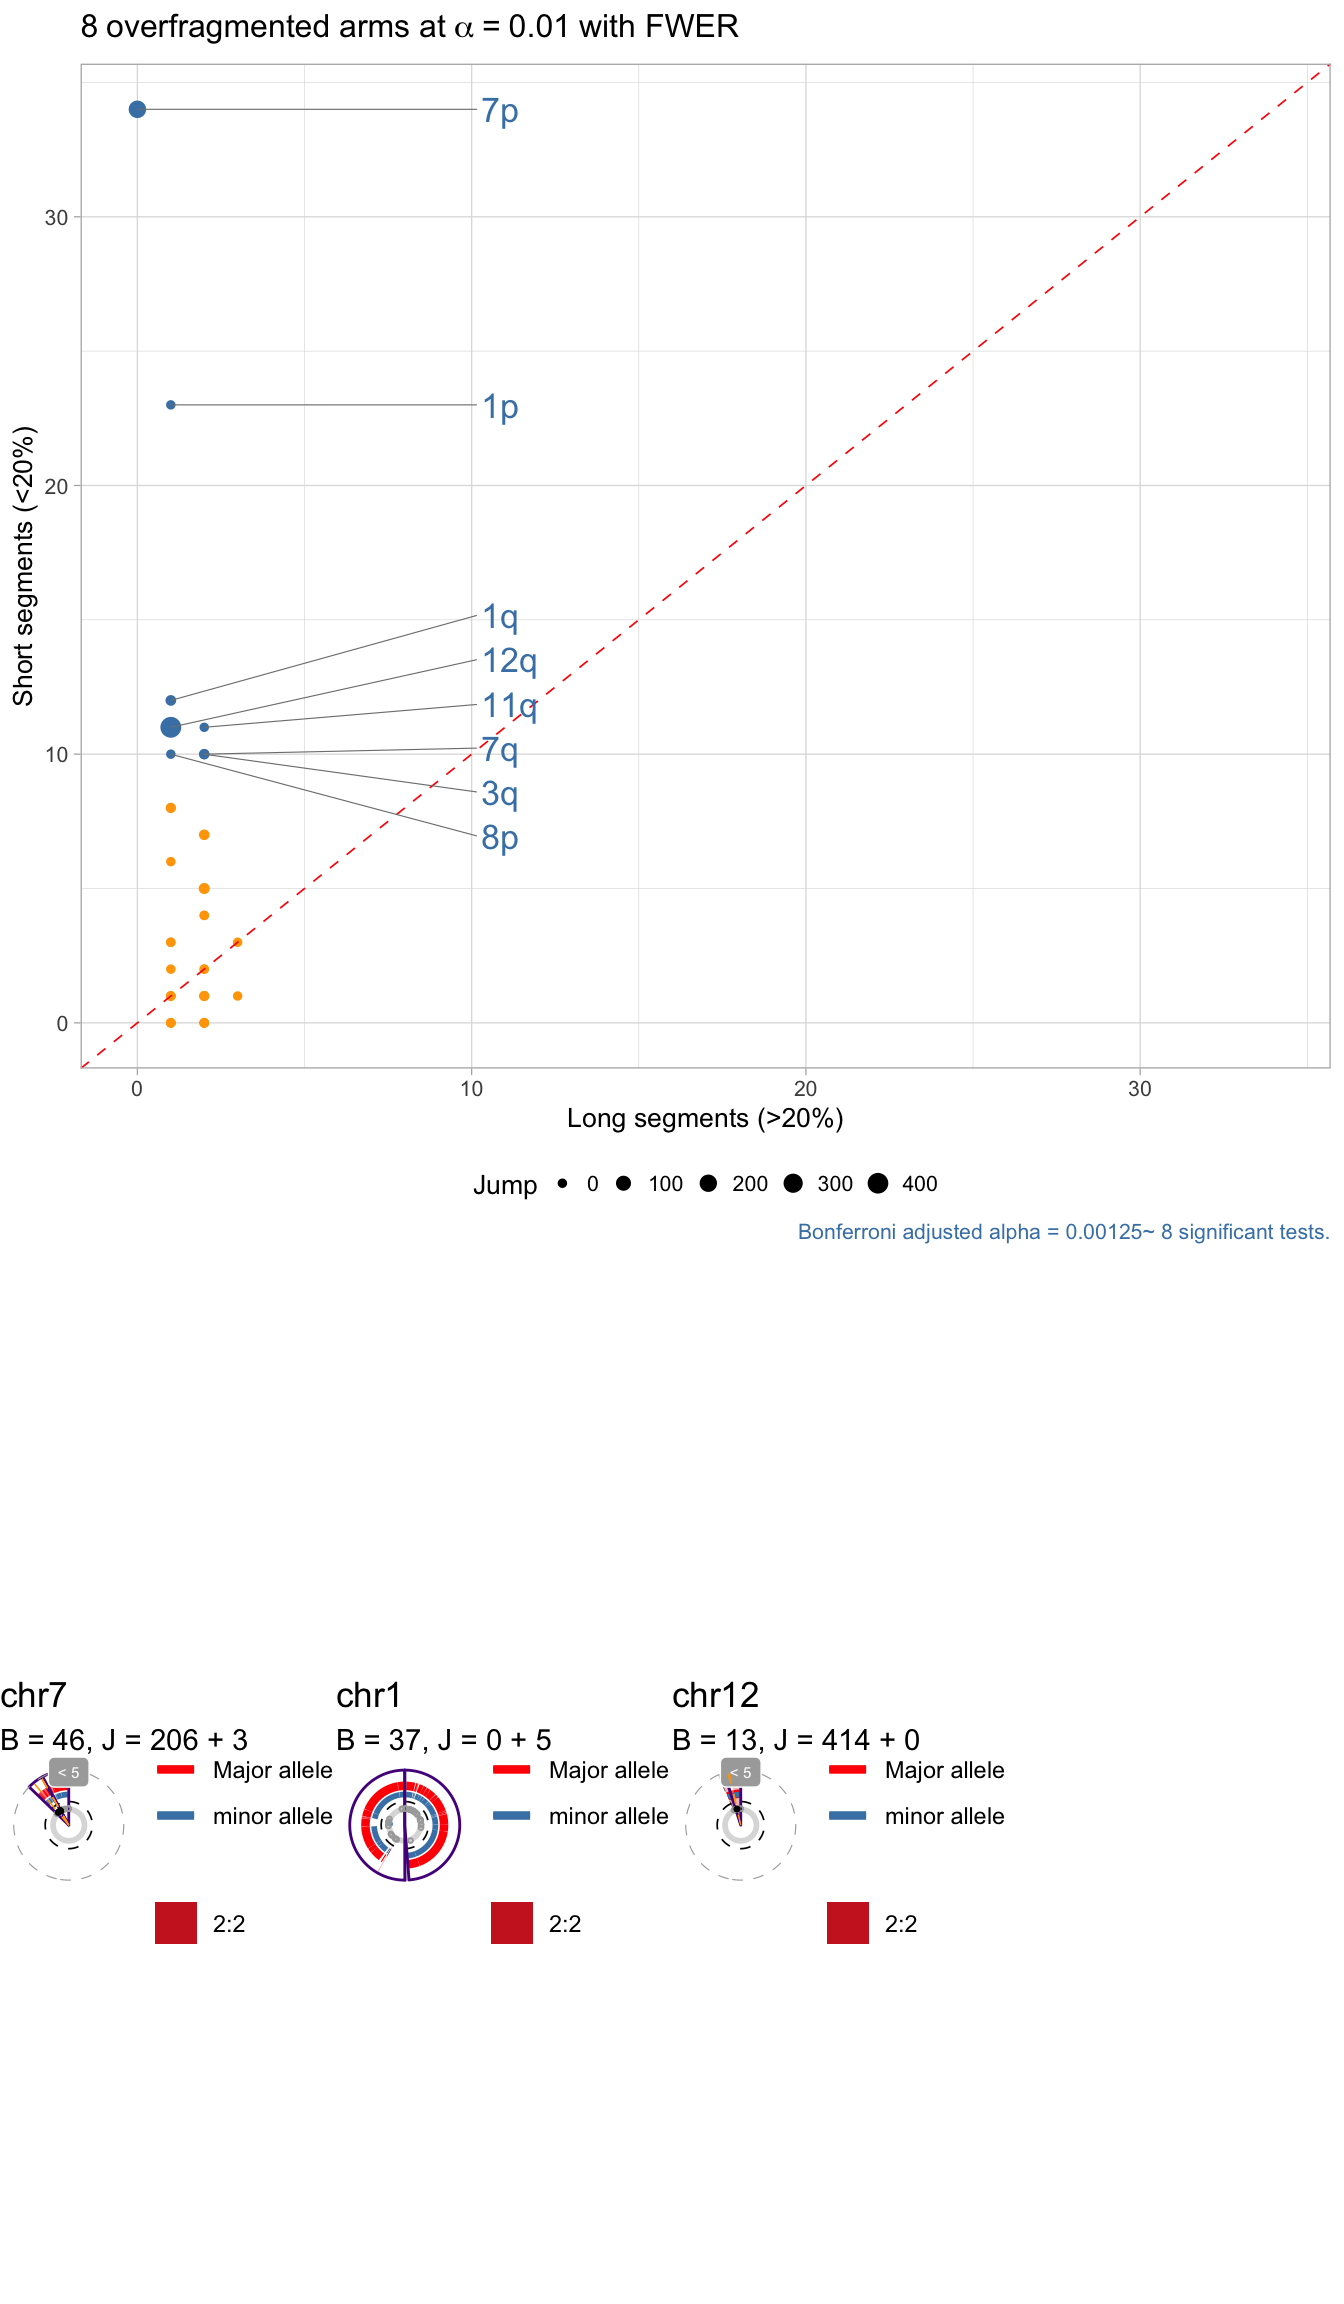 8 overfragmented arms at α = 0.01 with FWER
7p
30
1p
Short segments (<20%)
20
1q
12q
11q
10
7q
3q
8p
0
0 10 20 30
Long segments (>20%)
Jump 0 100 200 300 400
Bonferroni adjusted alpha = 0.00125~ 8 significant tests.
chr7 chr1 chr12
B = 46, J = 206 + 3 B = 37, J = 0 + 5 B = 13, J = 414 + 0
< 5 Major allele Major allele < 5 Major allele
minor allele minor allele minor allele
2:2 2:2 2:2